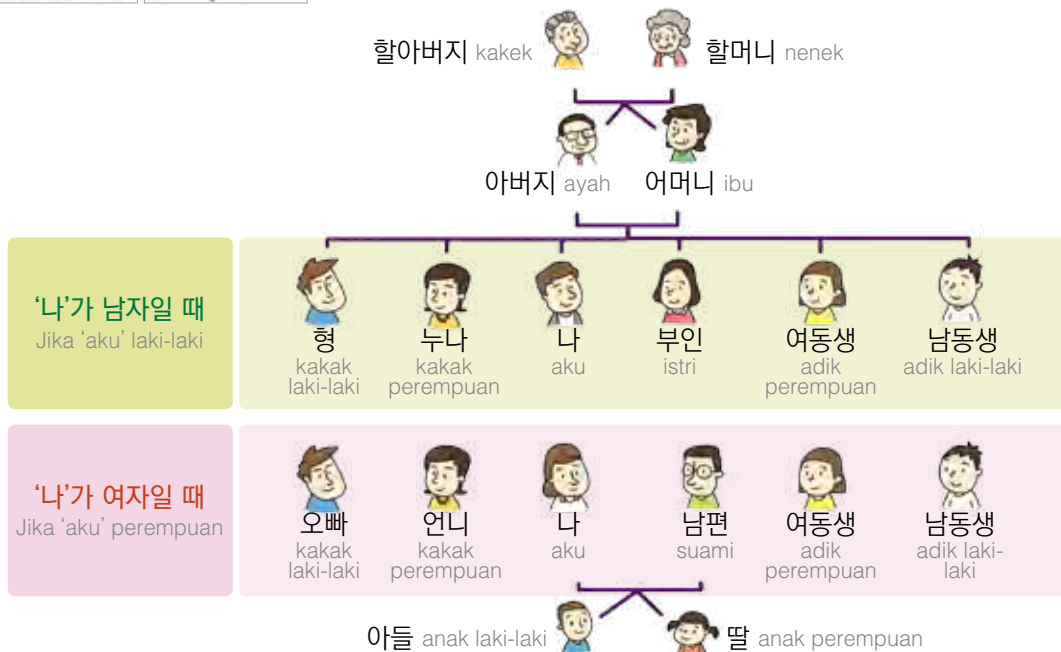 할아버지 kakek
할머니 nenek
아버지 ayah
어머니 ibu
‘나’가 남자일 때
Jika ‘aku’ laki-laki
형
kakak
laki-laki
누나
kakak
perempuan
나
aku
부인
istri
여동생
adik
perempuan
남동생
adik laki-laki
‘나’가 여자일 때
Jika ‘aku’ perempuan
오빠
kakak
laki-laki
언니
kakak
perempuan
나
aku
남편
suami
여동생
adik
perempuan
남동생
adik laki-
laki
아들 anak laki-laki
딸 anak perempuan